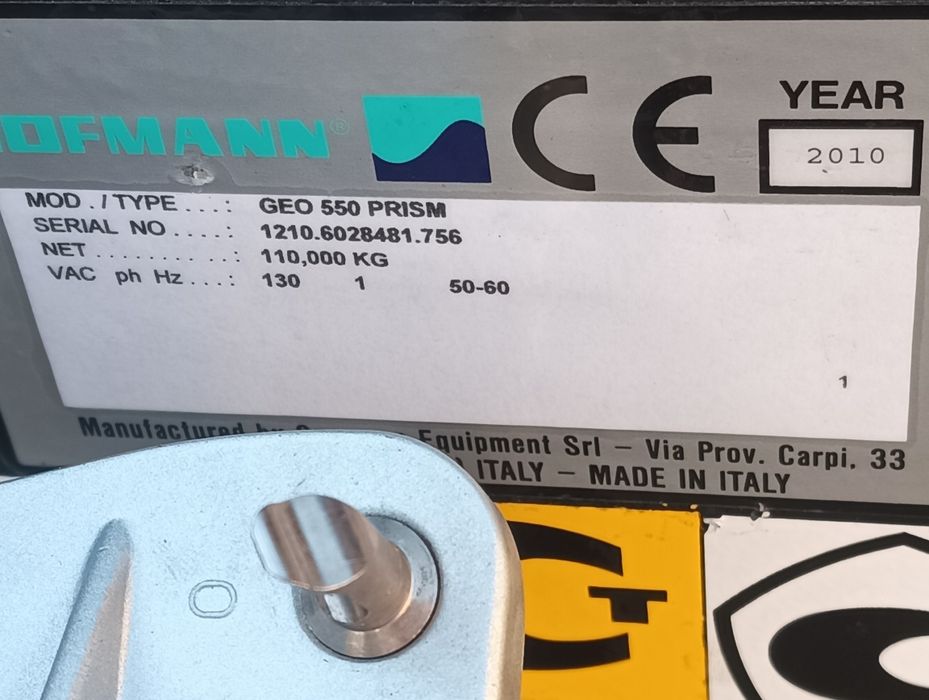 OFMANN®
CE
YEAR
2010
MOD . / TYPE ...: GEO 550 PRISM
SERIAL NO ....: 1210.6028481.756
NET ..........: 110,000 KG
VAC ph Hz ....: 130 1 50-60
1
Manufactured by Equipment Srl – Via Prov. Carpi, 33
ITALY – MADE IN ITALY